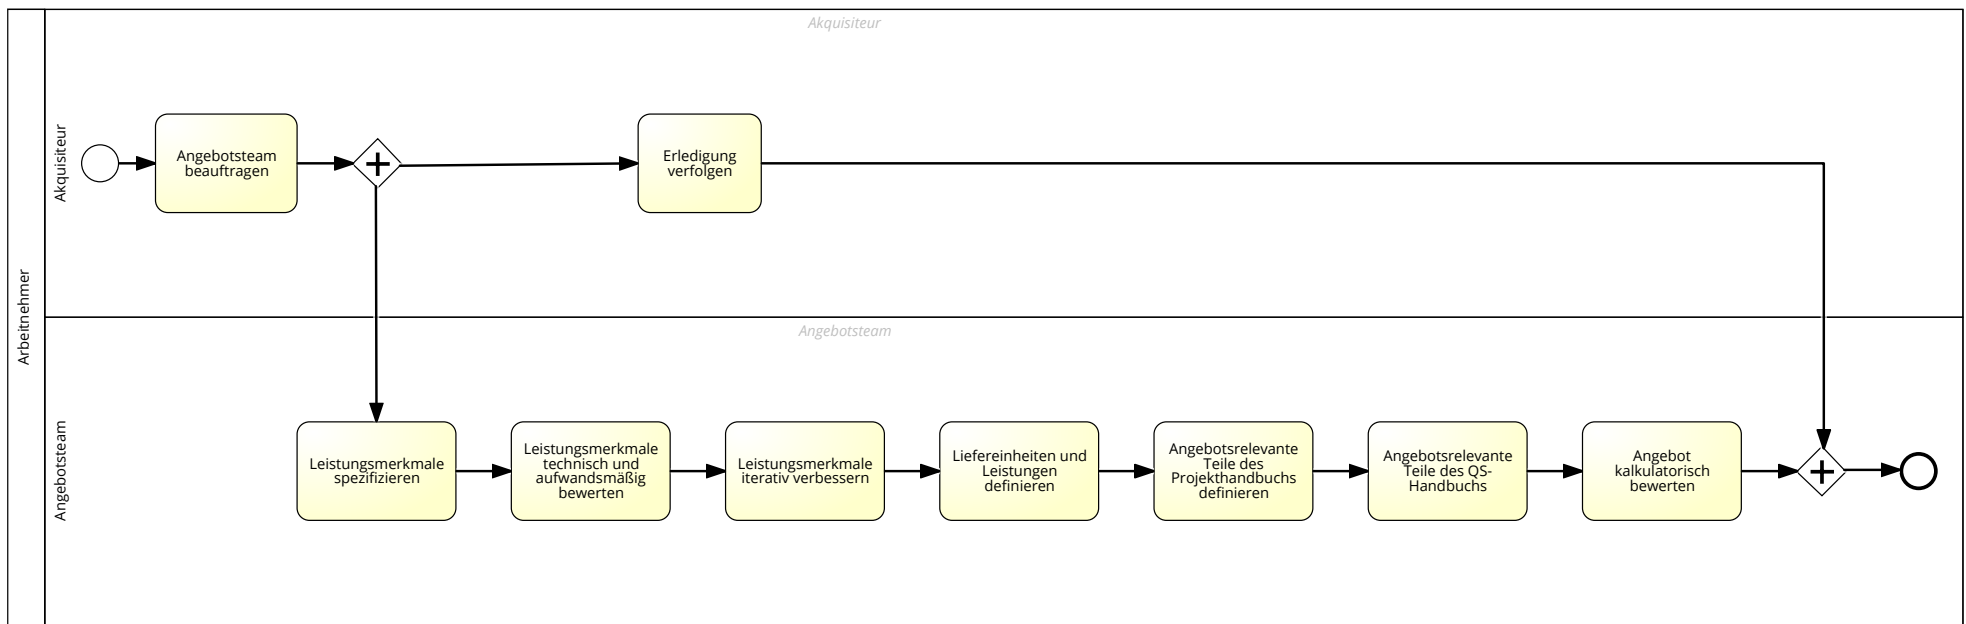 Akquisiteur
Arbeitnehmer
Akquisiteur
Angebotsteam
beauftragen
Erledigung
verfolgen
Angebotsteam
Angebotsteam
Leistungsmerkmale
spezifizieren
Leistungsmerkmale
technisch und
aufwandsmäßig
bewerten
Leistungsmerkmale
iterativ verbessern
Liefereinheiten und
Leistungen
definieren
Angebotsrelevante
Teile des
Projekthandbuchs
definieren
Angebotsrelevante
Teile des QS-
Handbuchs
Angebot
kalkulatorisch
bewerten